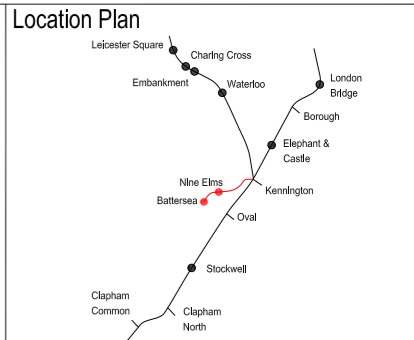 Location Plan
Leicester Square
Charing Cross
Embankment
Waterloo
London
Bridge
Borough
Elephant &
Castle
Nine Elms
Kennington
Battersea
Oval
Stockwell
Clapham
Common
Clapham
North